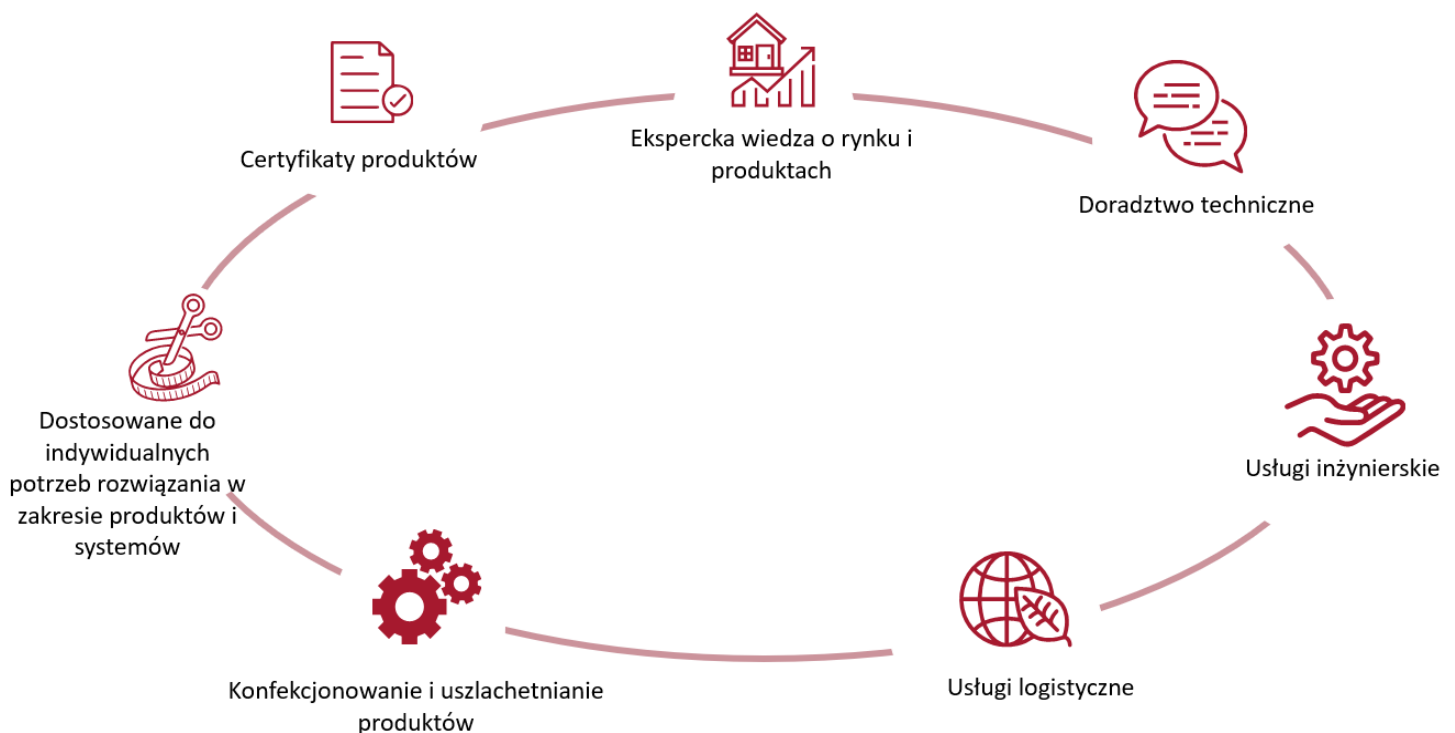 Certyfikaty produktów
Ekspercka wiedza o rynku i
produktach
Doradztwo techniczne
Usługi inżynierskie
Usługi logistyczne
Konfekcjonowanie i uszlachetnianie
produktów
Dostosowane do
indywidualnych
potrzeb rozwiązania w
zakresie produktów i
systemów